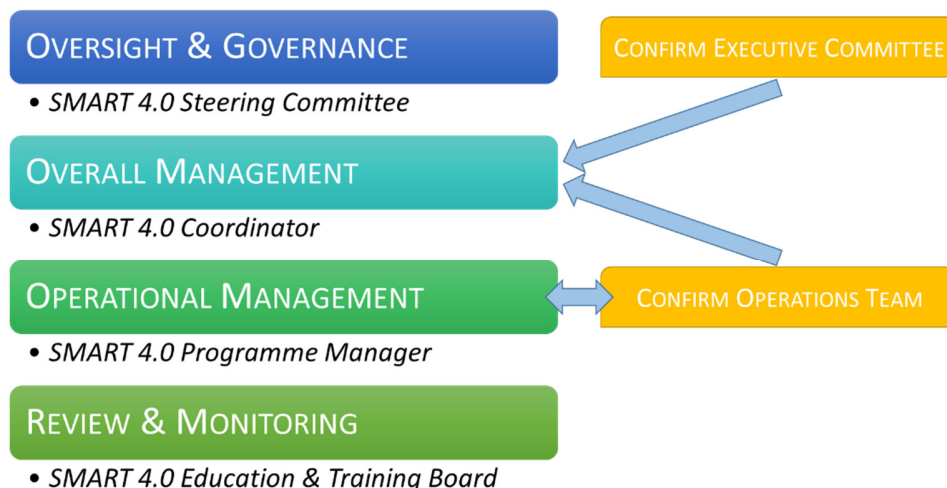 OVERSIGHT & GOVERNANCE
CONFIRM EXECUTIVE COMMITTEE
• SMART 4.0 Steering Committee
OVERALL MANAGEMENT
• SMART 4.0 Coordinator
OPERATIONAL MANAGEMENT
CONFIRM OPERATIONS TEAM
• SMART 4.0 Programme Manager
REVIEW & MONITORING
• SMART 4.0 Education & Training Board